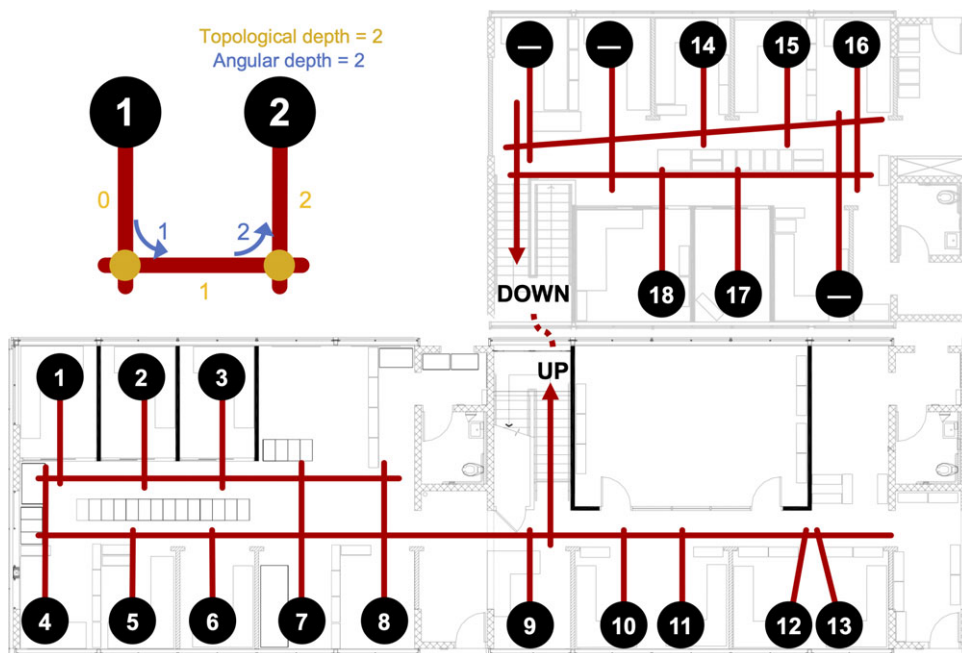 Topological depth = 2
Angular depth = 2
1
2
0
1
2
2
1
— — 14 15 16
DOWN
18 17 —
UP
1 2 3
4 5 6 7 8 9 10 11 12 13